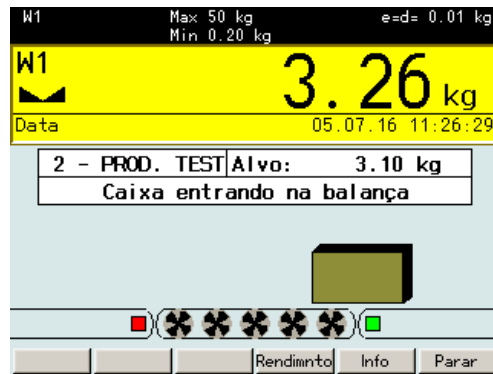 W1 Max 50 kg e=d= 0.01 kg
Min 0.20 kg
W1
3.26 kg
Data 05.07.16 11:26:29
2 - PROD. TEST Alvo: 3.10 kg
Caixa entrando na balança
Rendimnto Info Parar